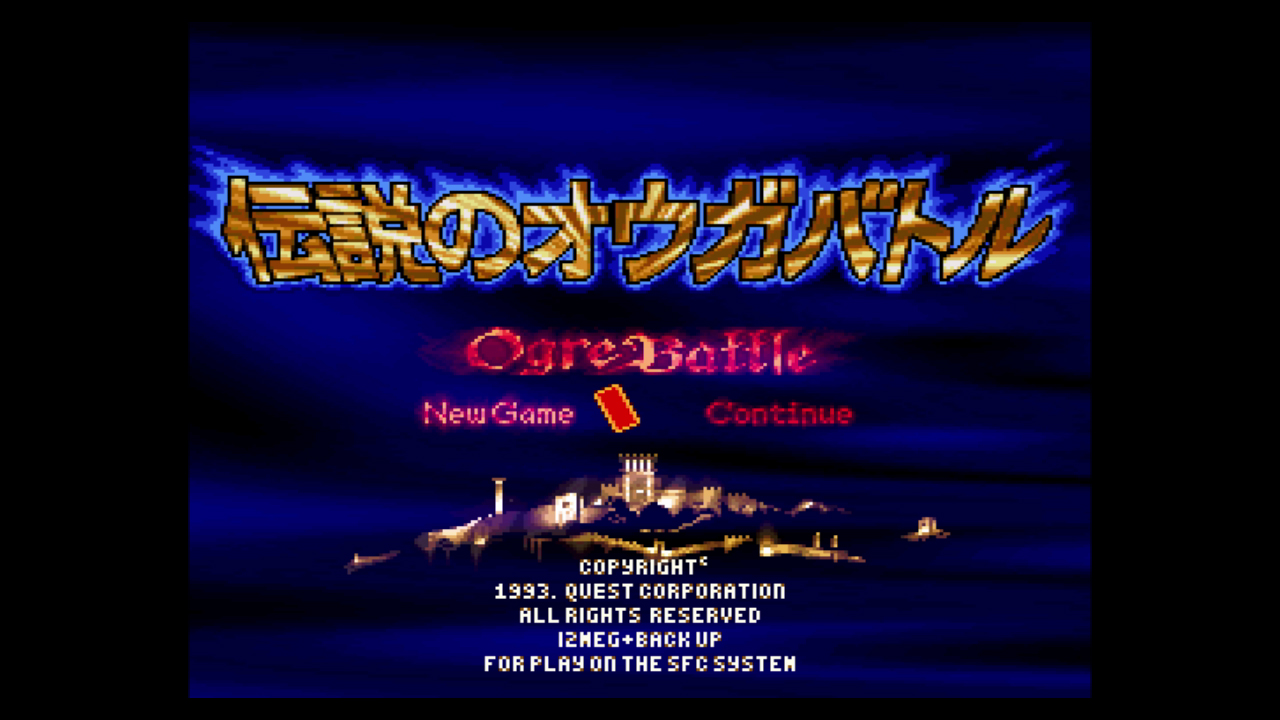 伝説のオウガバトル
Ogre Battle
New Game Continue
COPYRIGHT©
1993. QUEST CORPORATION
ALL RIGHTS RESERVED
12MEG+BACK UP
FOR PLAY ON THE SFC SYSTEM